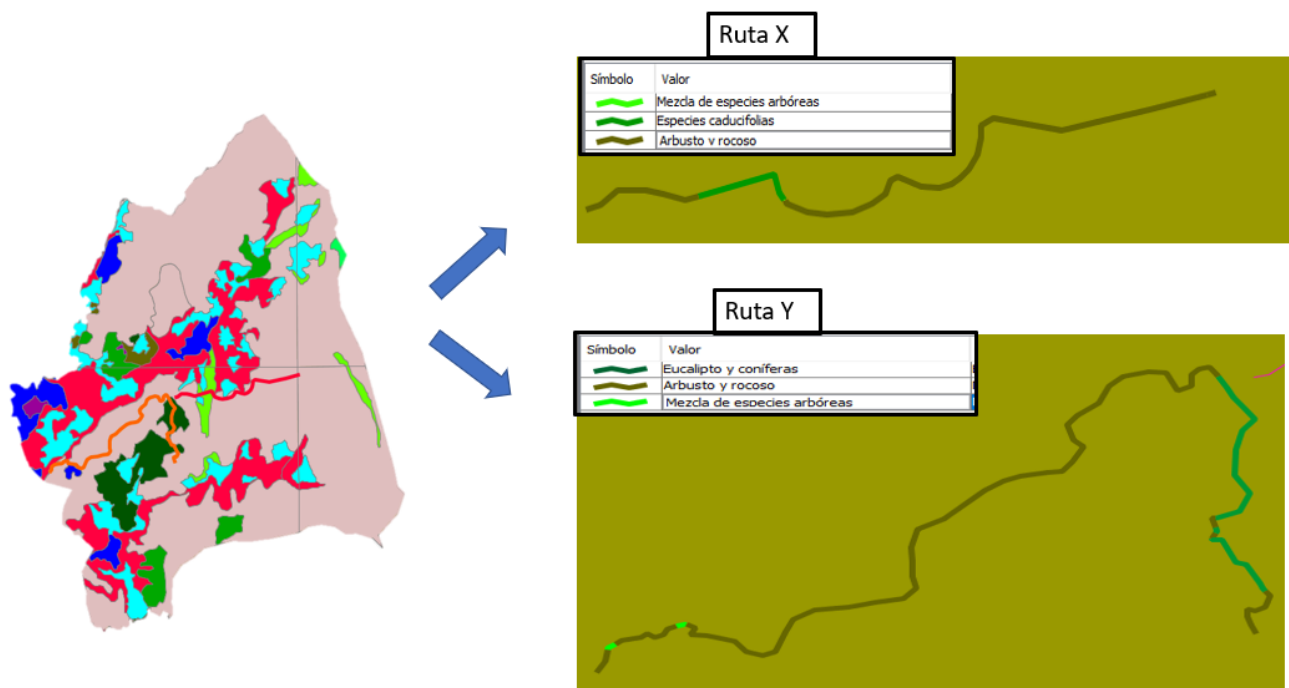 Ruta X
Símbolo Valor
Mezcla de especies arbóreas
Especies caducifolias
Arbusto y rocoso
Ruta Y
Símbolo Valor
Eucalipto y coníferas
Arbusto y rocoso
Mezcla de especies arbóreas